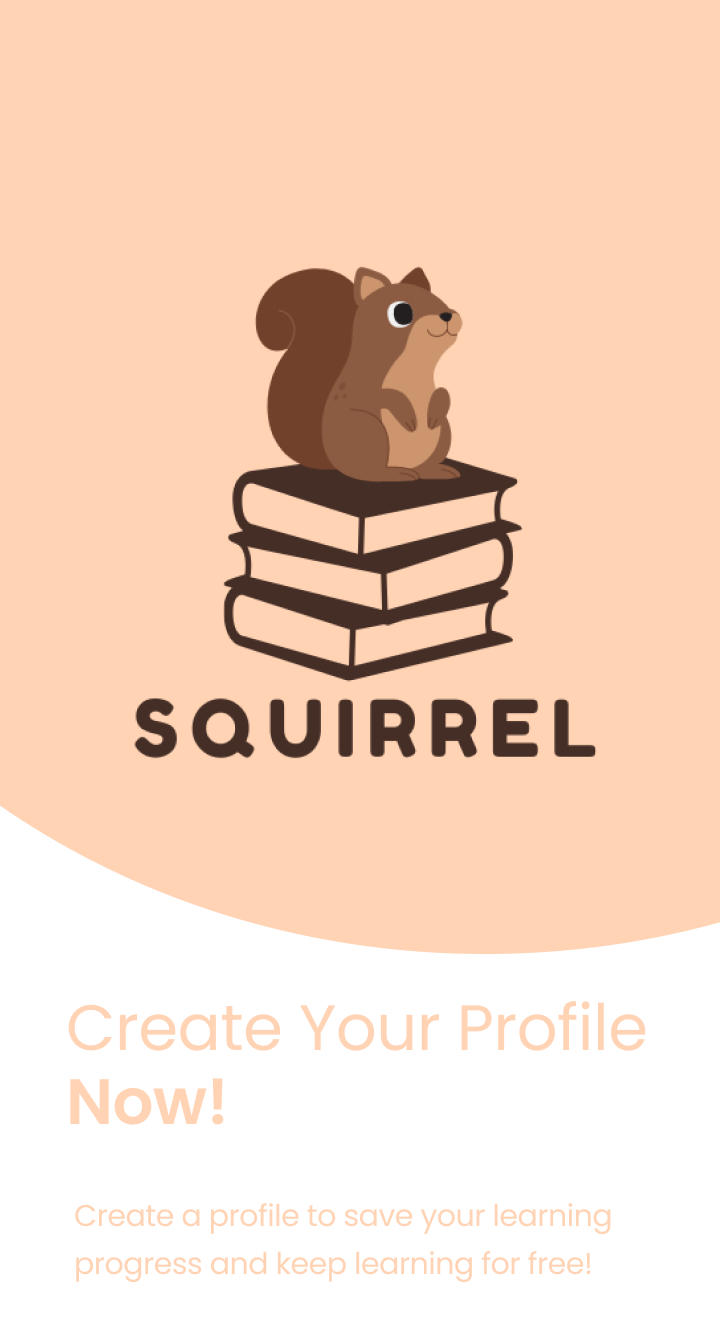 SQUIRREL
Create Your Profile
Now!
Create a profile to save your learning
progress and keep learning for free!